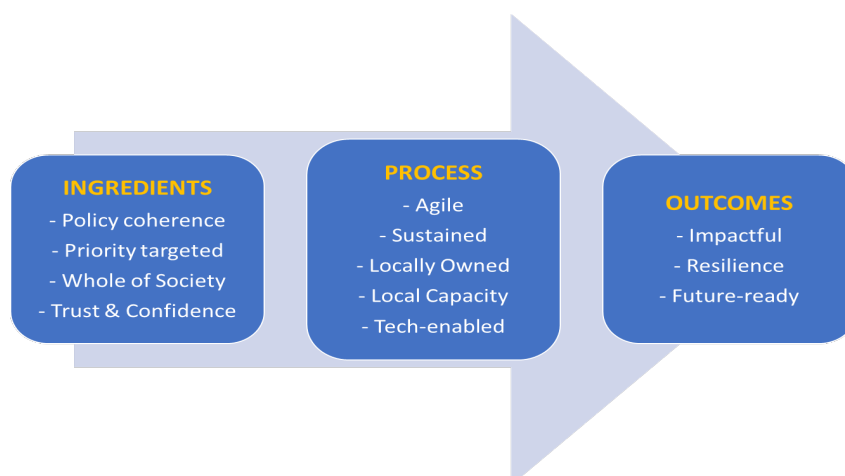 INGREDIENTS
- Policy coherence
- Priority targeted
- Whole of Society
- Trust & Confidence
PROCESS
- Agile
- Sustained
- Locally Owned
- Local Capacity
- Tech-enabled
OUTCOMES
- Impactful
- Resilience
- Future-ready